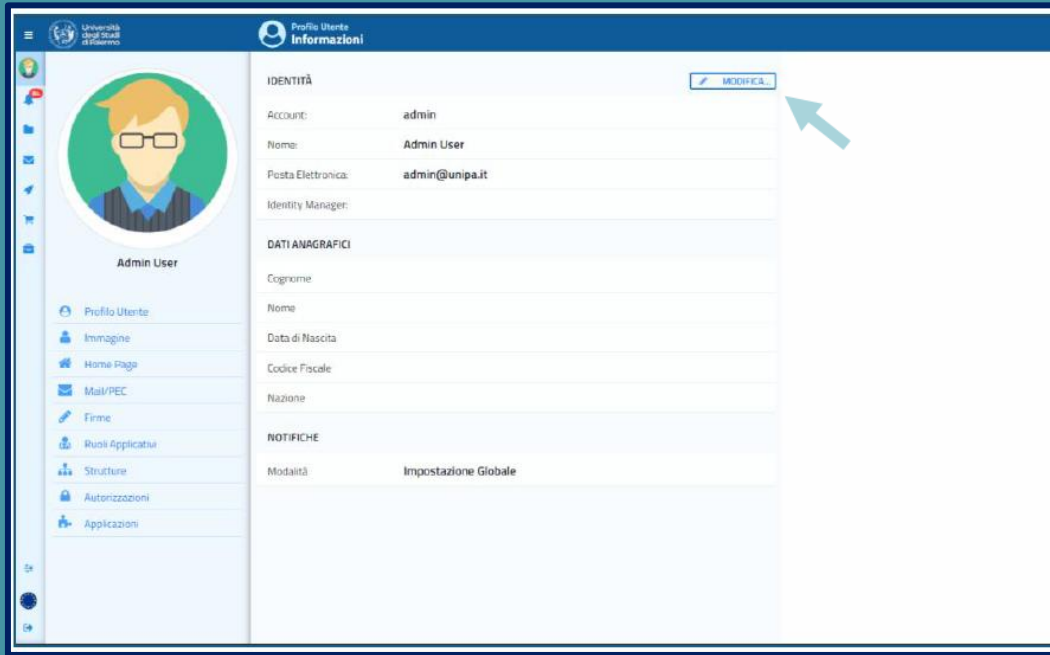 Università
degli Studi
di Palermo
Profilo Utente
Informazioni
IDENTITÀ
MODIFICA...
Account: admin
Nome: Admin User
Posta Elettronica: admin@unipa.it
Identity Manager:
DATI ANAGRAFICI
Cognome
Nome
Data di Nascita
Codice Fiscale
Nazione
NOTIFICHE
Modalità Impostazione Globale
Admin User
Profilo Utente
Immagine
Home Page
Mail/PEC
Firme
Ruoli Applicativi
Strutture
Autorizzazioni
Applicazioni